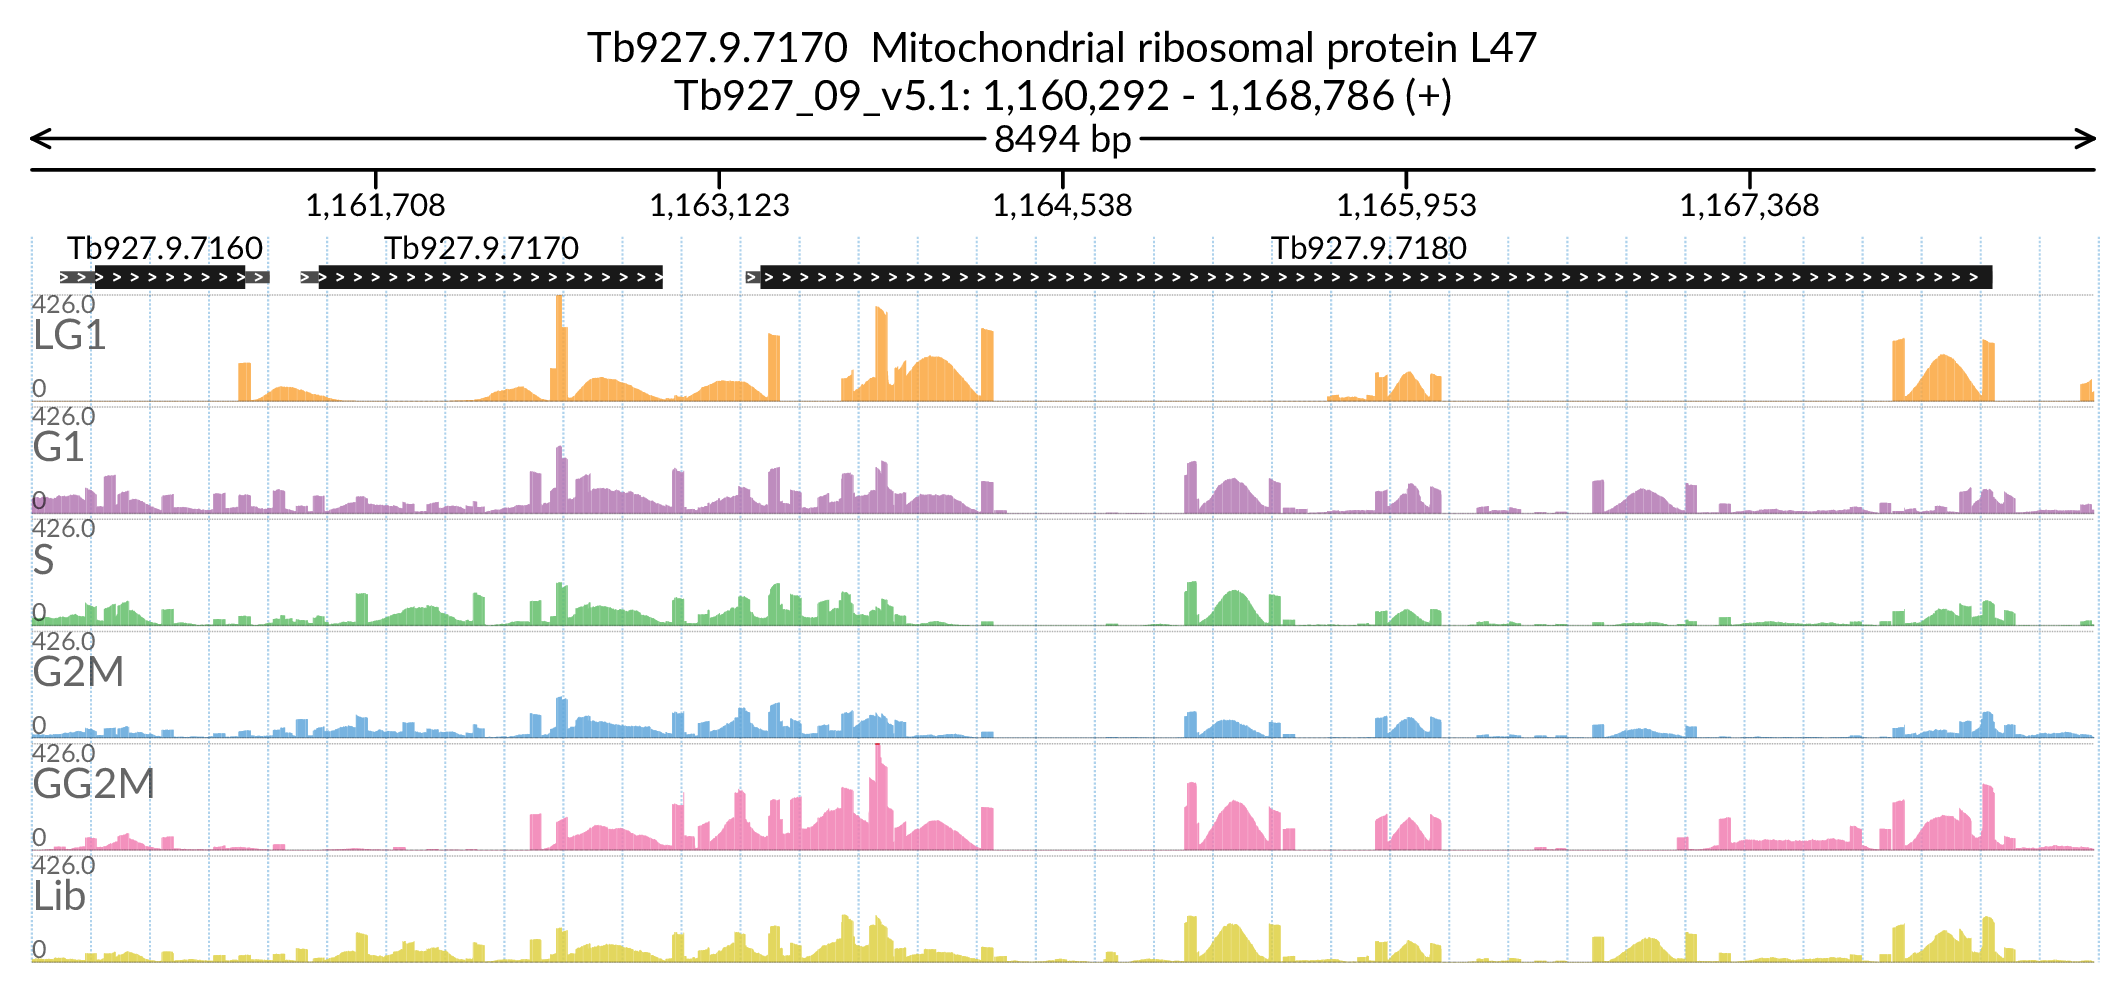 Tb927.9.7170  Mitochondrial ribosomal protein L47
Tb927_09_v5.1: 1,160,292 - 1,168,786 (+)
8494 bp
1,161,708 1,163,123 1,164,538 1,165,953 1,167,368
Tb927.9.7160 Tb927.9.7170 Tb927.9.7180
426.0
LG1
0
426.0
G1
0
426.0
S
0
426.0
G2M
0
426.0
GG2M
0
426.0
Lib
0